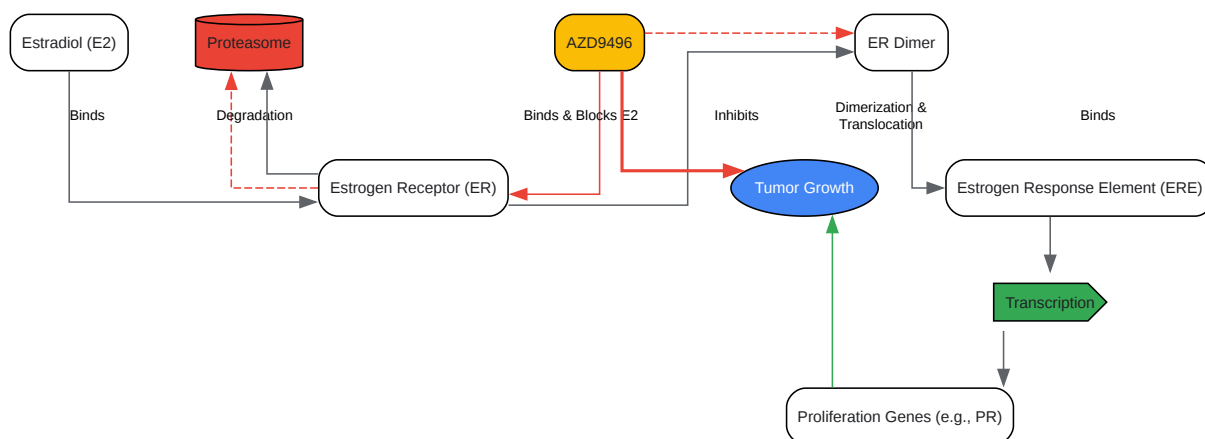 Estradiol (E2)
Proteasome
AZD9496
ER Dimer
Binds
Degradation
Binds & Blocks E2
Inhibits
Dimerization &
Translocation
Binds
Estrogen Receptor (ER)
Tumor Growth
Estrogen Response Element (ERE)
Transcription
Proliferation Genes (e.g., PR)